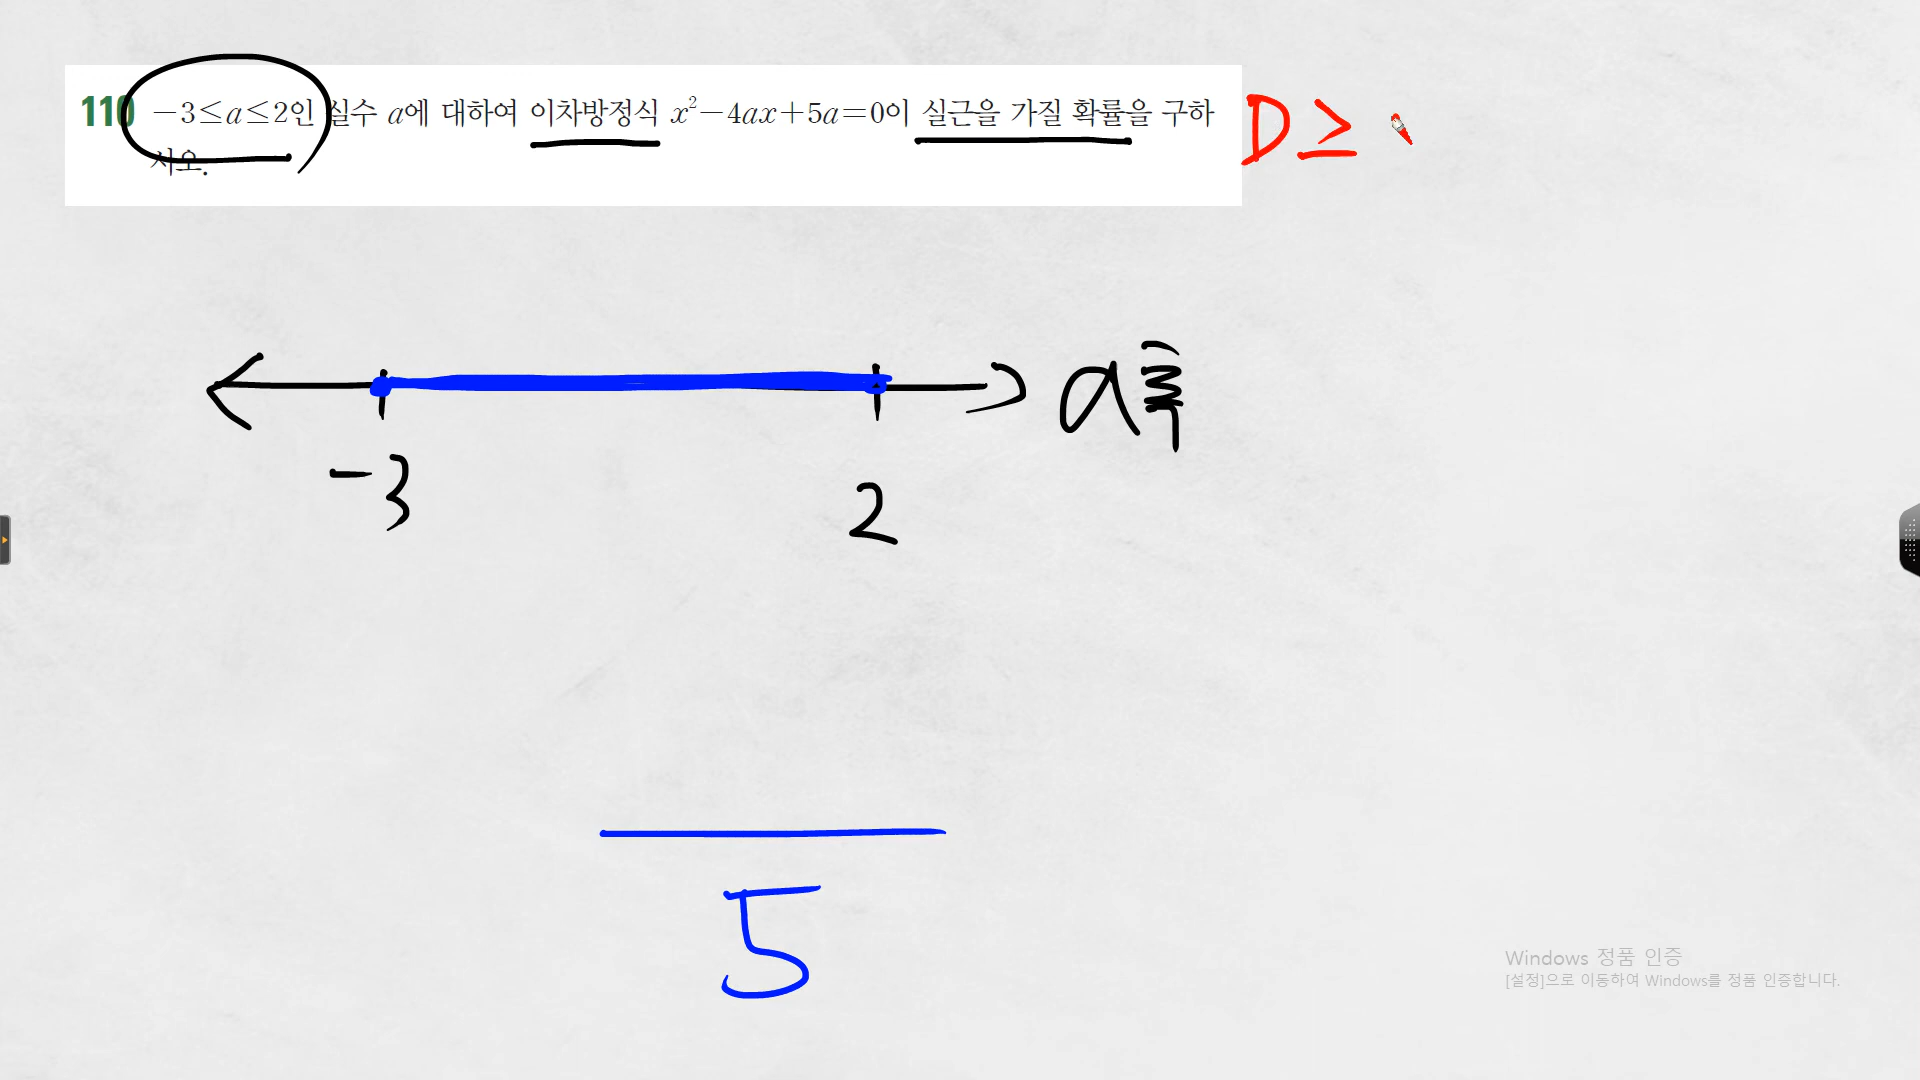 110 -3≤a≤2인 실수 a에 대하여 이차방정식 x²-4ax+5a=0이 실근을 가질 확률을 구하
시오.
D ≥
a축
-3
2
5
Windows 정품 인증
[설정]으로 이동하여 Windows를 정품 인증합니다.